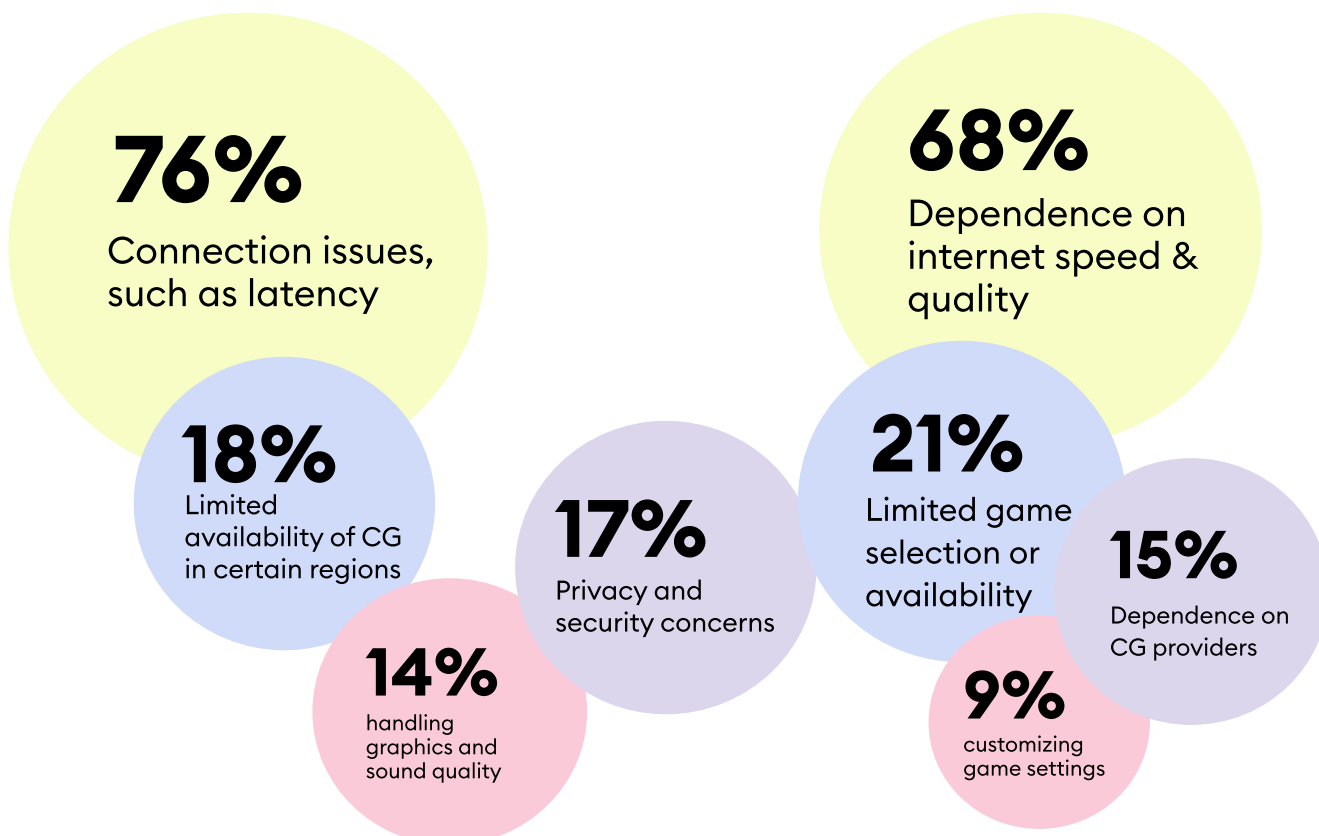 76%
Connection issues,
such as latency
68%
Dependence on
internet speed &
quality
18%
Limited
availability of CG
in certain regions
17%
Privacy and
security concerns
21%
Limited game
selection or
availability
15%
Dependence on
CG providers
14%
handling
graphics and
sound quality
9%
customizing
game settings